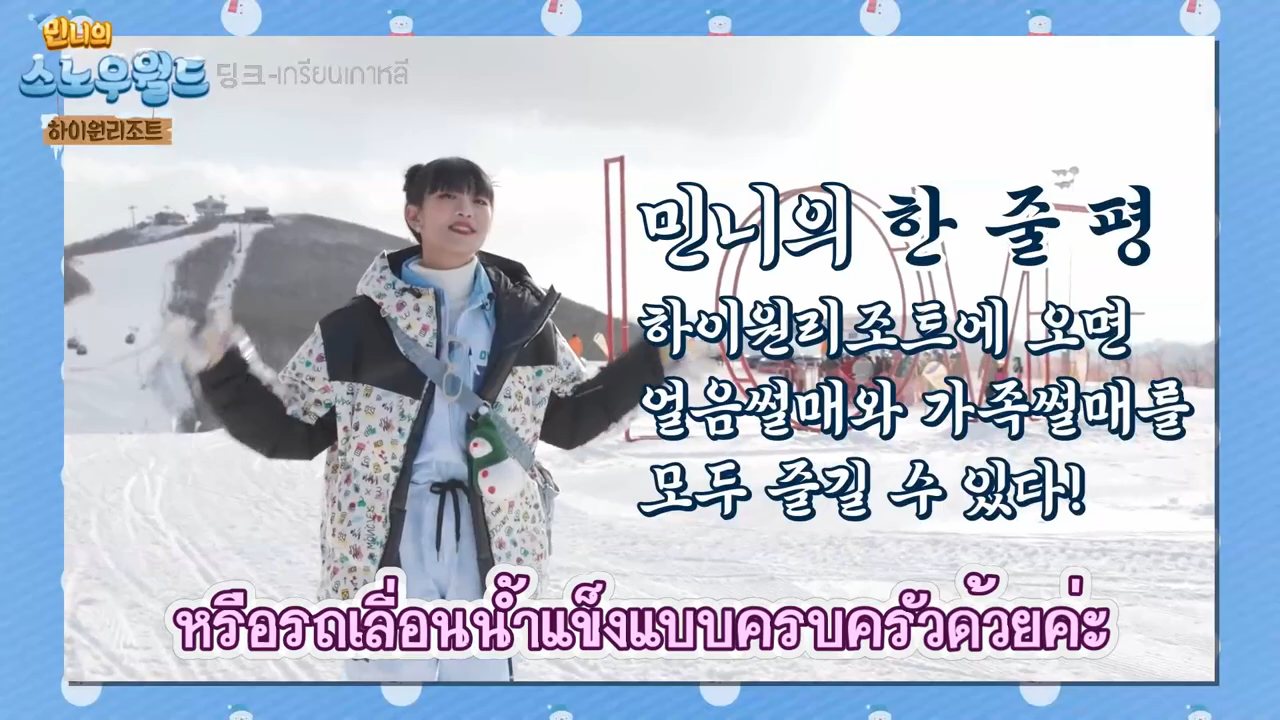 민니의
스노우월드
하이원리조트
딩크-เกรียนเกาหลี
민니의 한 줄 평
하이원리조트에 오면
얼음썰매와 가족썰매를
모두 즐길 수 있다!
หรือรถเลื่อนน้ำแข็งแบบครบครัวด้วยค่ะ